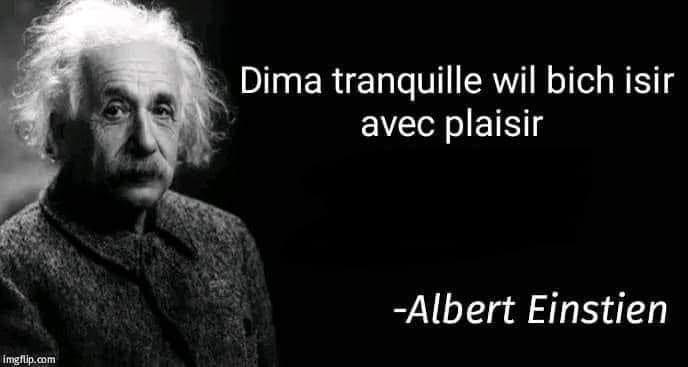 Dima tranquille wil bich isir
avec plaisir
-Albert Einstien
imgflip.com